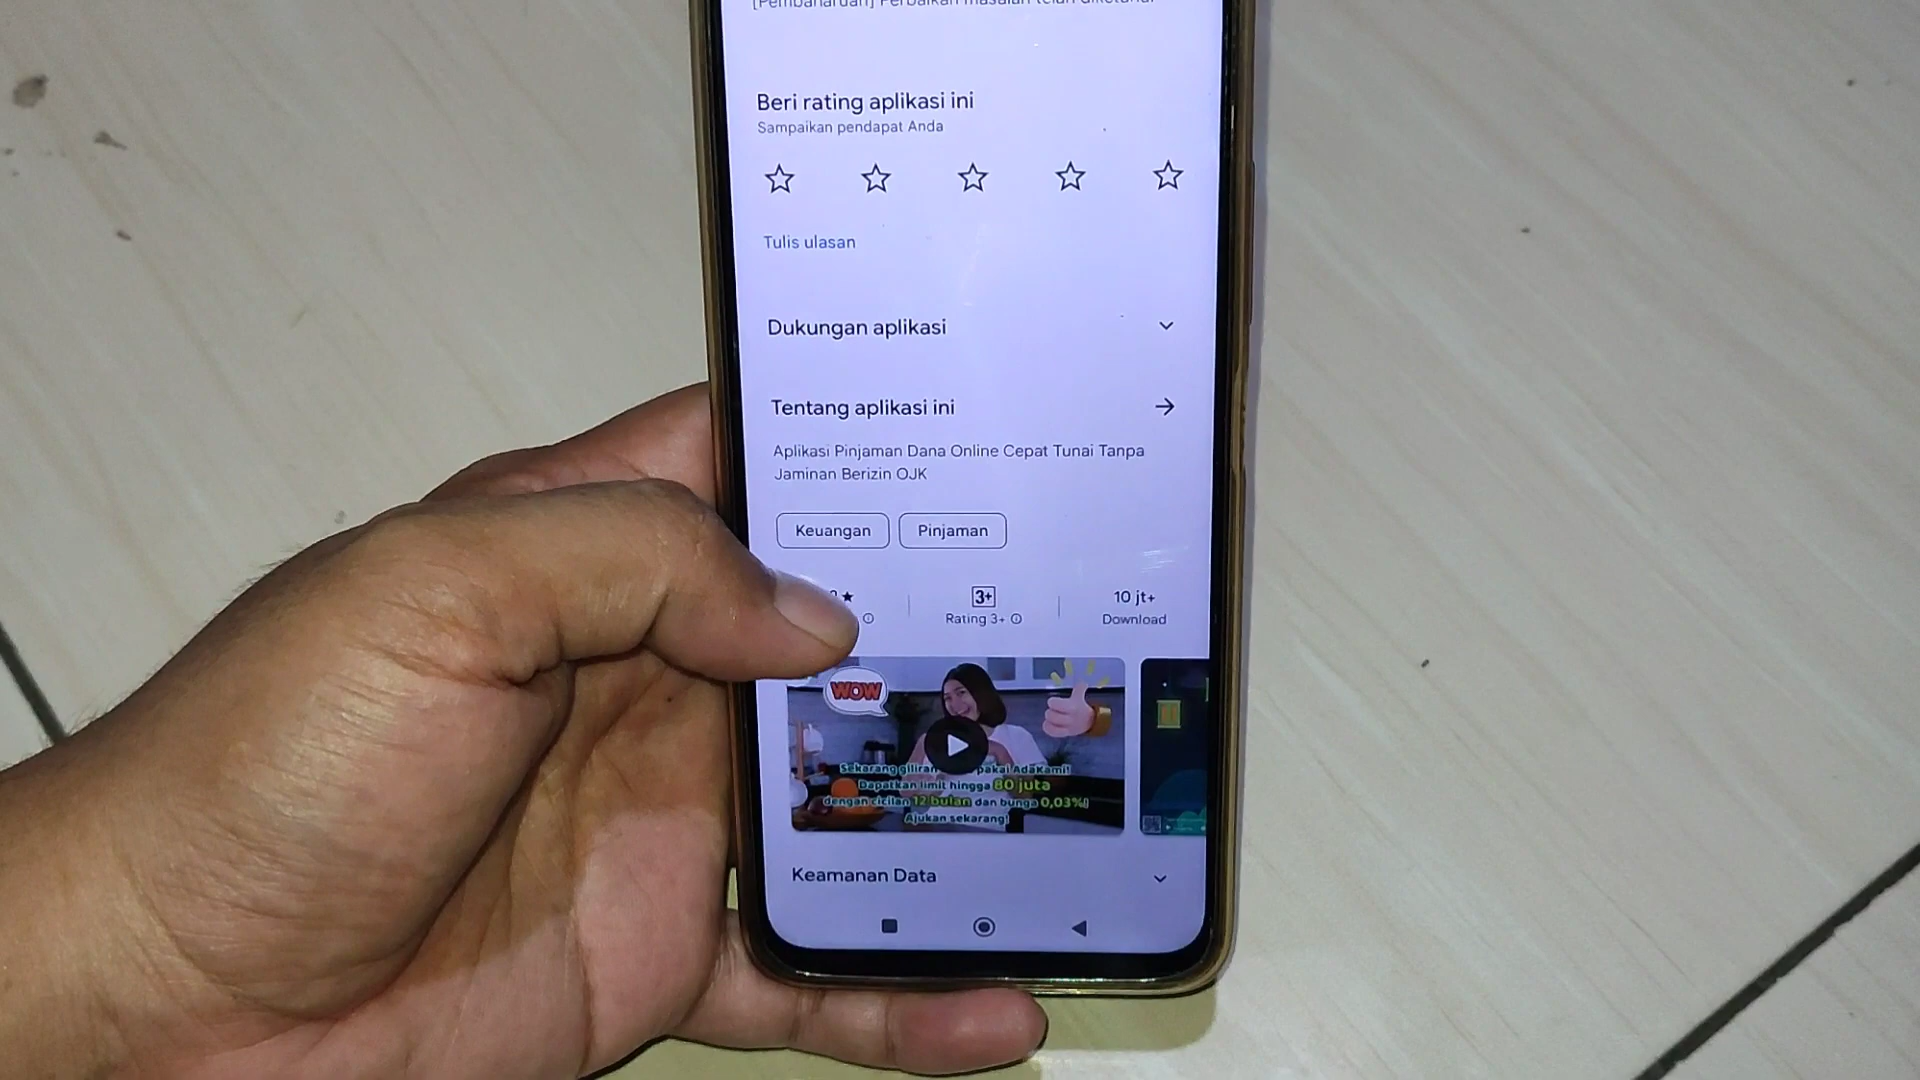 [Pembaharuan] Perbaikan masalah telah diketahui
Beri rating aplikasi ini
Sampaikan pendapat Anda
Tulis ulasan
Dukungan aplikasi
Tentang aplikasi ini
Aplikasi Pinjaman Dana Online Cepat Tunai Tanpa
Jaminan Berizin OJK
Keuangan Pinjaman
3+ 10 jt+
Rating 3+ Download
WOW
Sekarang giliran pakai AdaKami!
Dapatkan limit hingga 80 juta
dengan cicilan 12 bulan dan bunga 0,03%!
Ajukan sekarang!
Keamanan Data